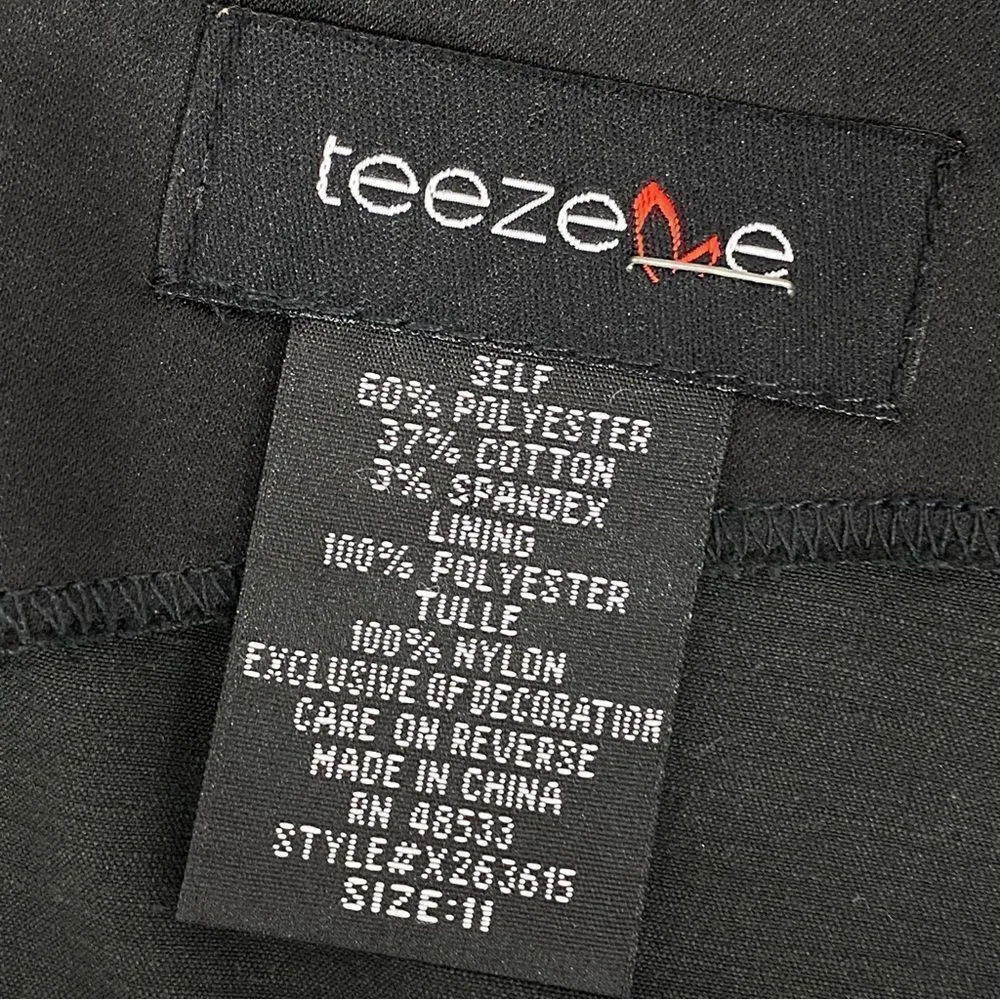 teezeme
SELF
60% POLYESTER
37% COTTON
3% SPANDEX
LINING
100% POLYESTER
TULLE
100% NYLON
EXCLUSIVE OF DECORATION
CARE ON REVERSE
MADE IN CHINA
RN 48533
STYLE#X263615
SIZE:11